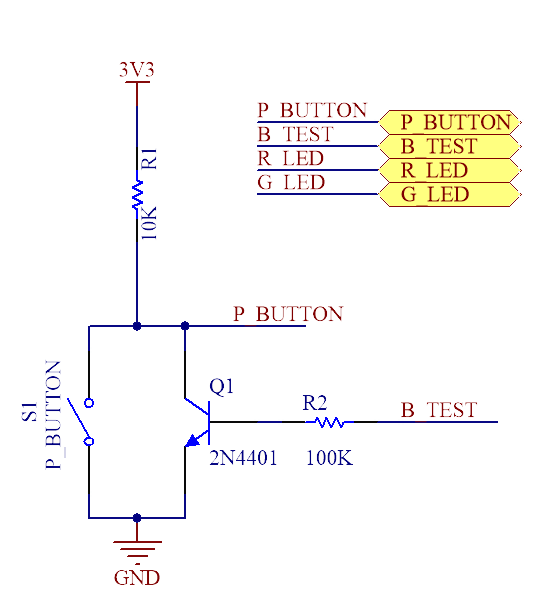 3V3
P_BUTTON
P_BUTTON
B_TEST
B_TEST
R_LED
R_LED
G_LED
G_LED
R1
10K
P_BUTTON
S1
P_BUTTON
Q1
2N4401
R2
100K
B_TEST
GND